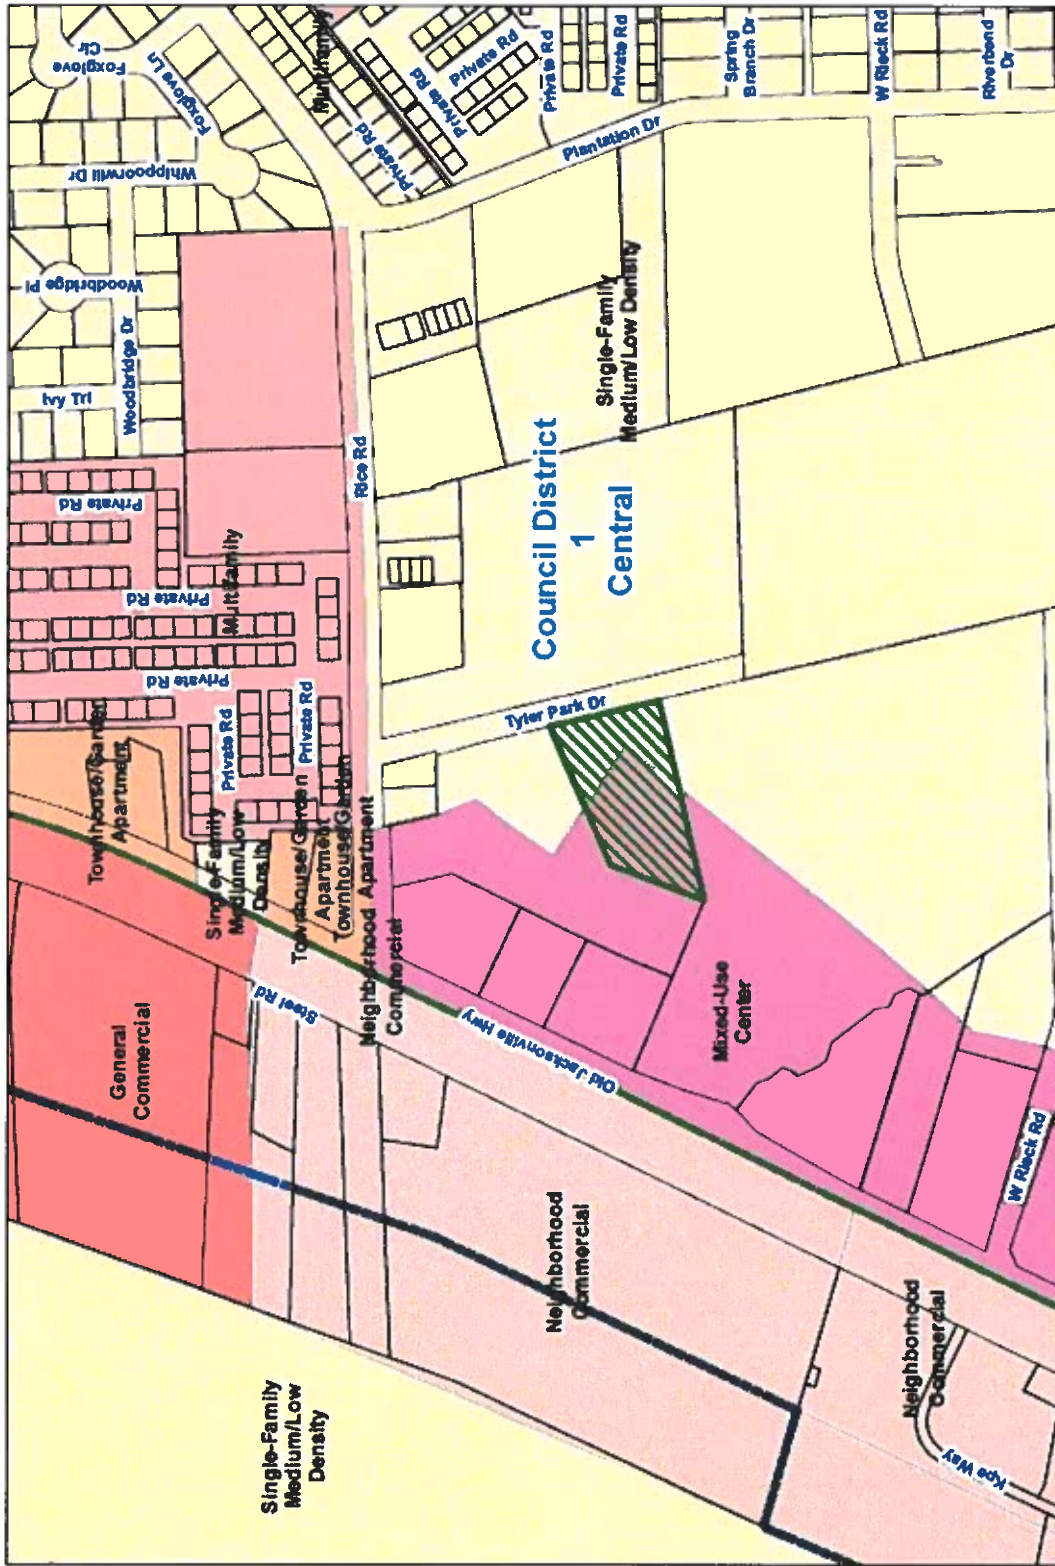 Foxglove
Cir
Foxglove Ln
Whippoorwill Dr
Woodbridge Pl
Woodbridge Dr
Ivy Trl
Multifamily
Private Rd
Private Rd
Private Rd
Private Rd
Private Rd
Private Rd
Spring
Branch Dr
W Rieck Rd
Riverbend
Dr
Plantation Dr
Rice Rd
Single-Family
Medium/Low Density
Council District
1
Central
Private Rd
Private Rd
Private Rd
Multifamily
Private Rd
Private Rd
Tyler Park Dr
Townhouse/Garden
Apartment
Single-Family
Medium/Low
Density
Townhouse/Garden
Apartment
Townhouse/Garden
Apartment
Neighborhood
Commercial
General
Commercial
Steel Rd
Old Jacksonville Hwy
Mixed-Use
Center
W Rieck Rd
Neighborhood
Commercial
Neighborhood
Commercial
Kpe Way
Single-Family
Medium/Low
Density